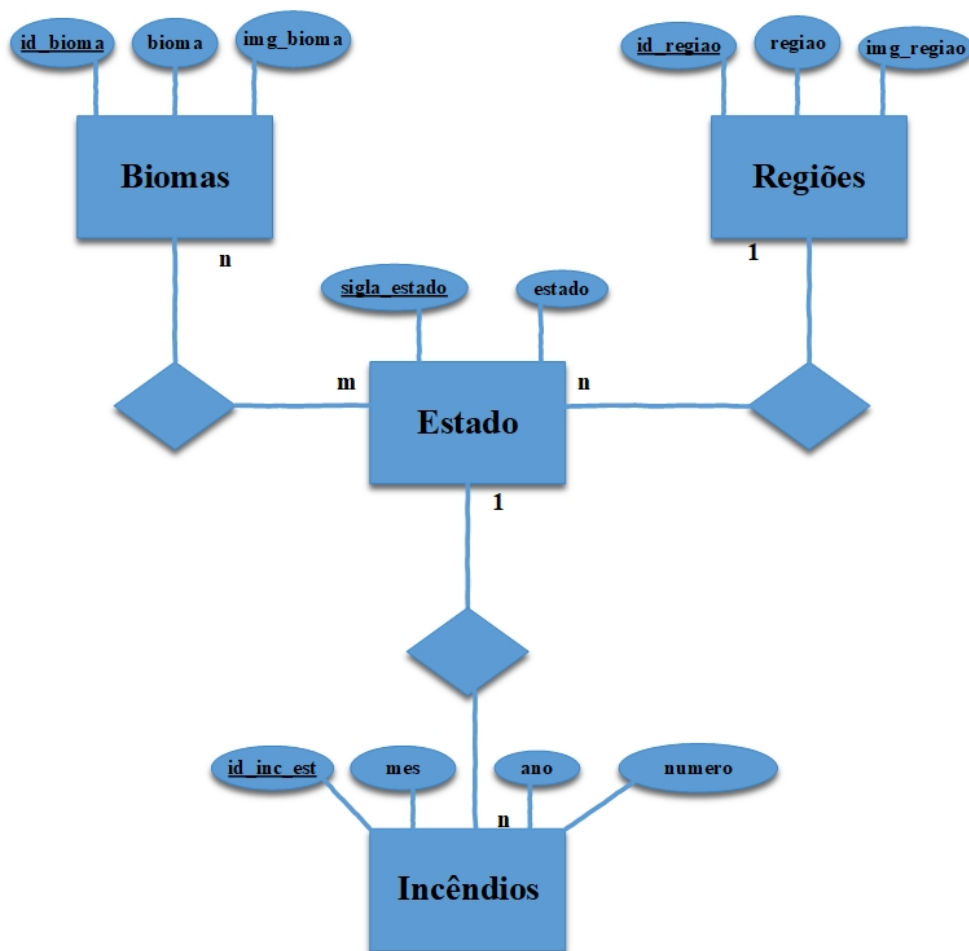 id_bioma
bioma
img_bioma
id_regiao
regiao
img_regiao
Biomas
Regiões
n
1
sigla_estado
estado
m
n
Estado
1
id_inc_est
mes
ano
numero
n
Incêndios